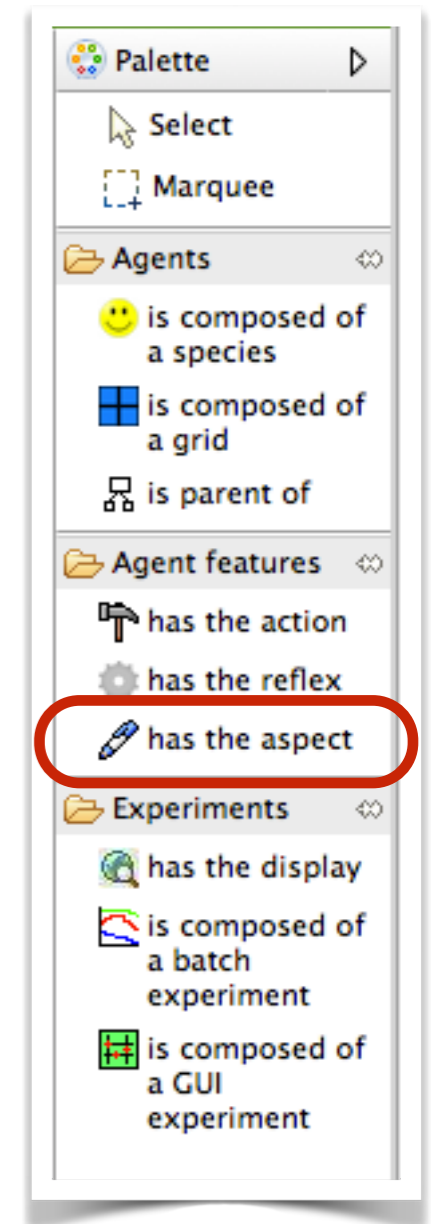 Palette
Select
Marquee
Agents
is composed of
a species
is composed of
a grid
is parent of
Agent features
has the action
has the reflex
has the aspect
Experiments
has the display
is composed of
a batch
experiment
is composed of
a GUI
experiment